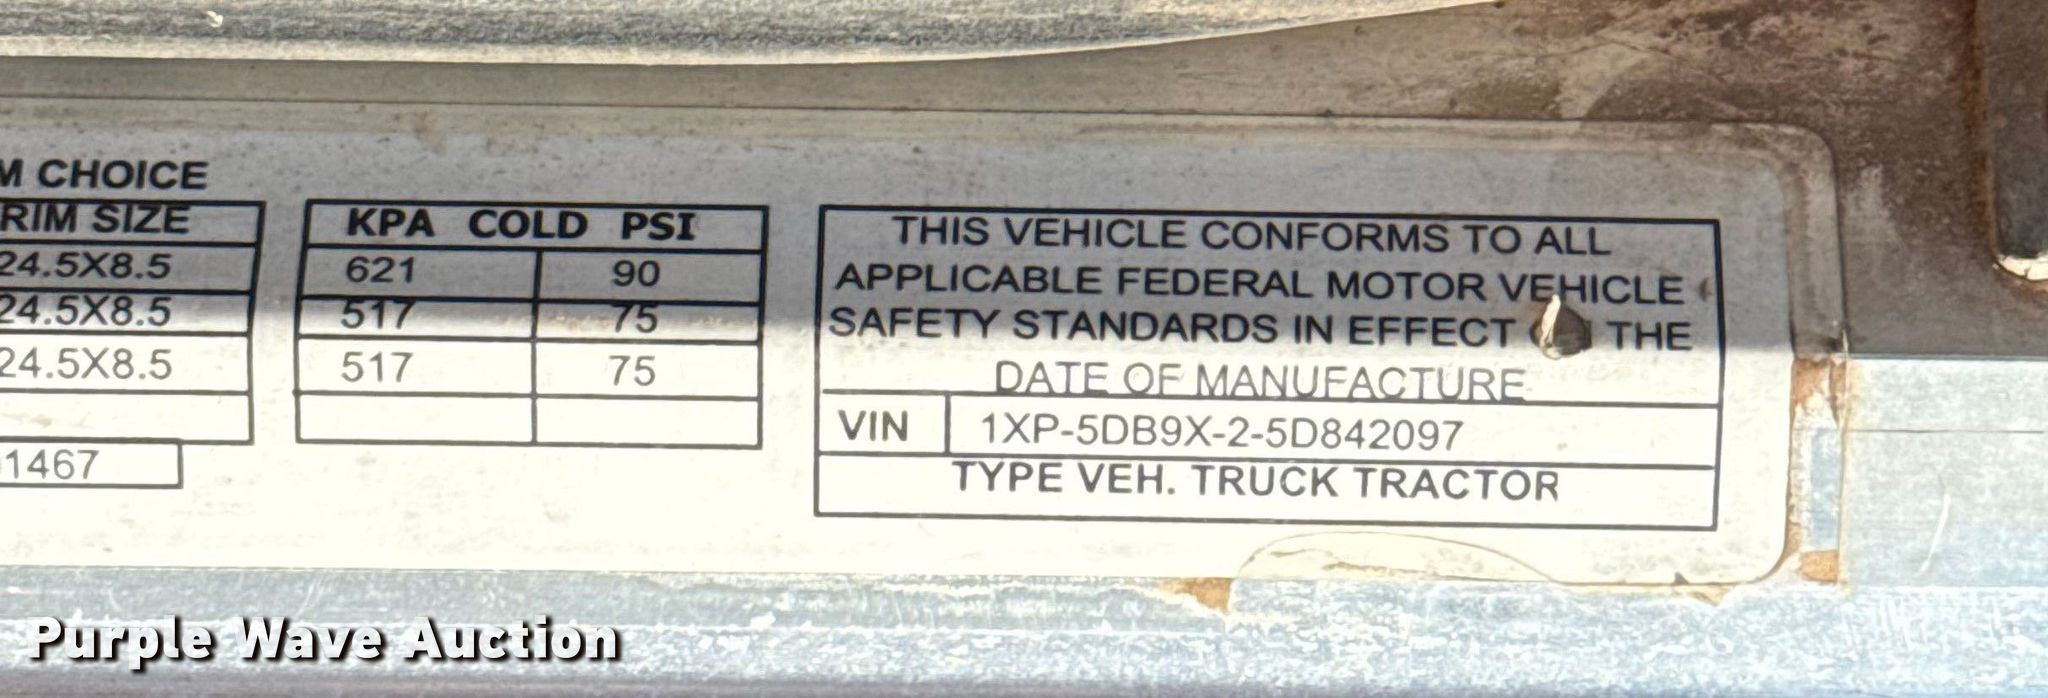 M CHOICE
RIM SIZE
24.5X8.5
24.5X8.5
24.5X8.5
1467
KPA COLD PSI
621 90
517 75
517 75
THIS VEHICLE CONFORMS TO ALL
APPLICABLE FEDERAL MOTOR VEHICLE
SAFETY STANDARDS IN EFFECT THE
DATE OF MANUFACTURE
VIN 1XP-5DB9X-2-5D842097
TYPE VEH. TRUCK TRACTOR
Purple Wave Auction